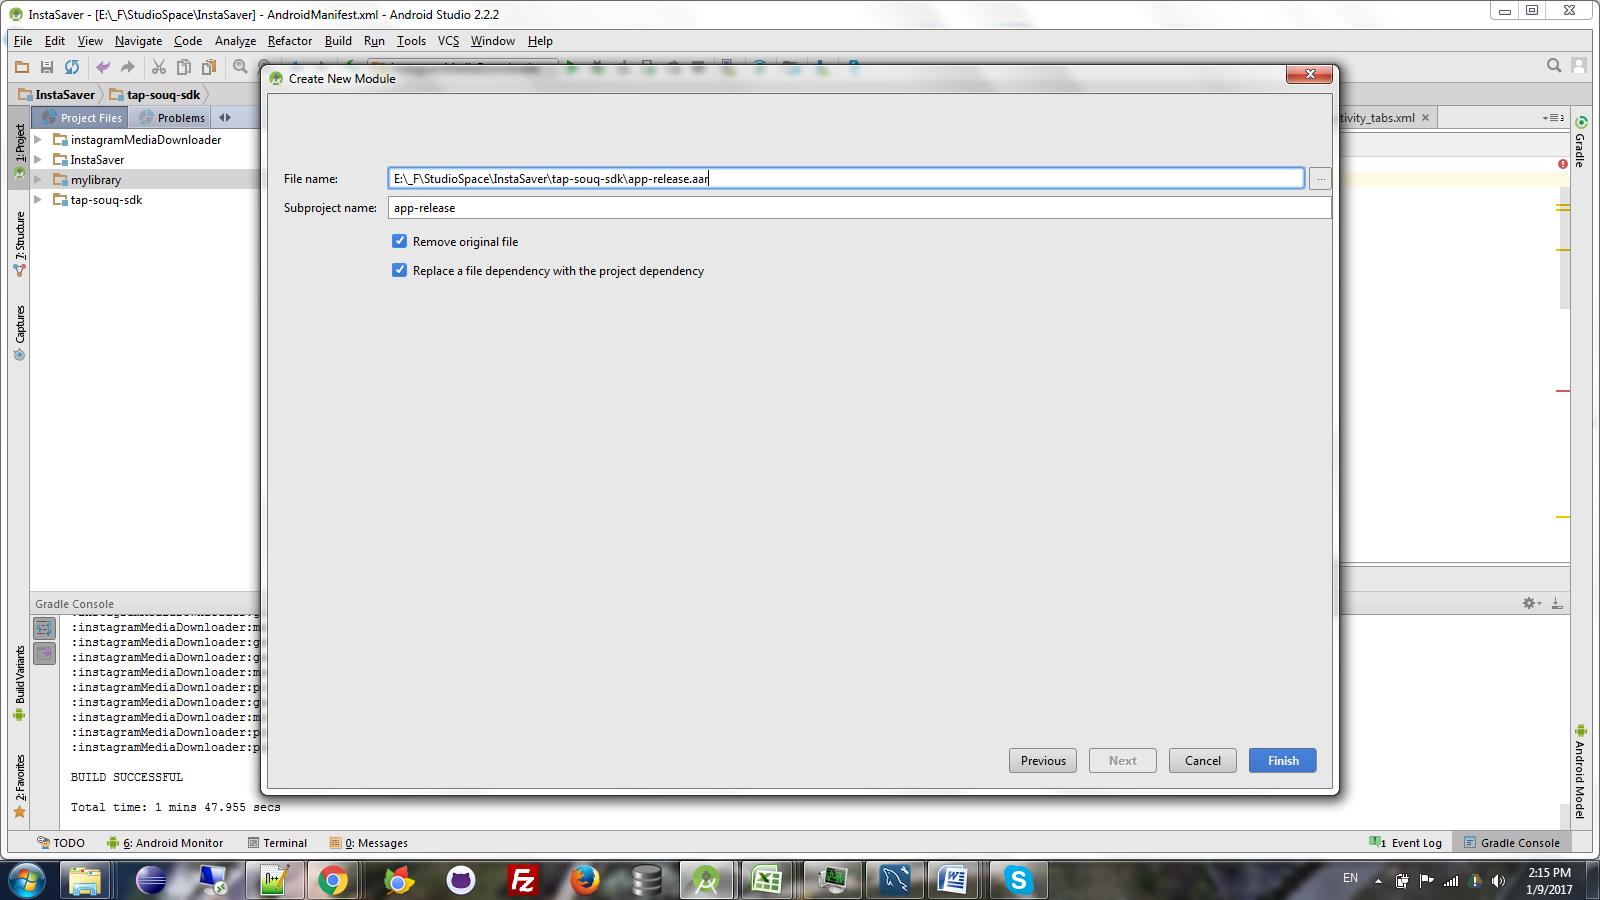 InstaSaver - [E:\_F\StudioSpace\InstaSaver] - AndroidManifest.xml - Android Studio 2.2.2
File Edit View Navigate Code Analyze Refactor Build Run Tools VCS Window Help
Create New Module
InstaSaver tap-souq-sdk
Project Files Problems
tivity_tabs.xml
1: Project
Gradle
instagramMediaDownloader
InstaSaver
mylibrary
tap-souq-sdk
File name: E:\_F\StudioSpace\InstaSaver\tap-souq-sdk\app-release.aar
Subproject name: app-release
Remove original file
Replace a file dependency with the project dependency
7: Structure
Captures
Gradle Console
:instagramMediaDownloader:m
:instagramMediaDownloader:g
:instagramMediaDownloader:g
:instagramMediaDownloader:m
:instagramMediaDownloader:p
:instagramMediaDownloader:g
:instagramMediaDownloader:m
:instagramMediaDownloader:p
:instagramMediaDownloader:p
BUILD SUCCESSFUL
Total time: 1 mins 47.955 secs
Build Variants
2: Favorites
Android Model
Previous Next Cancel Finish
TODO 6: Android Monitor Terminal 0: Messages 1 Event Log Gradle Console
EN 2:15 PM
1/9/2017